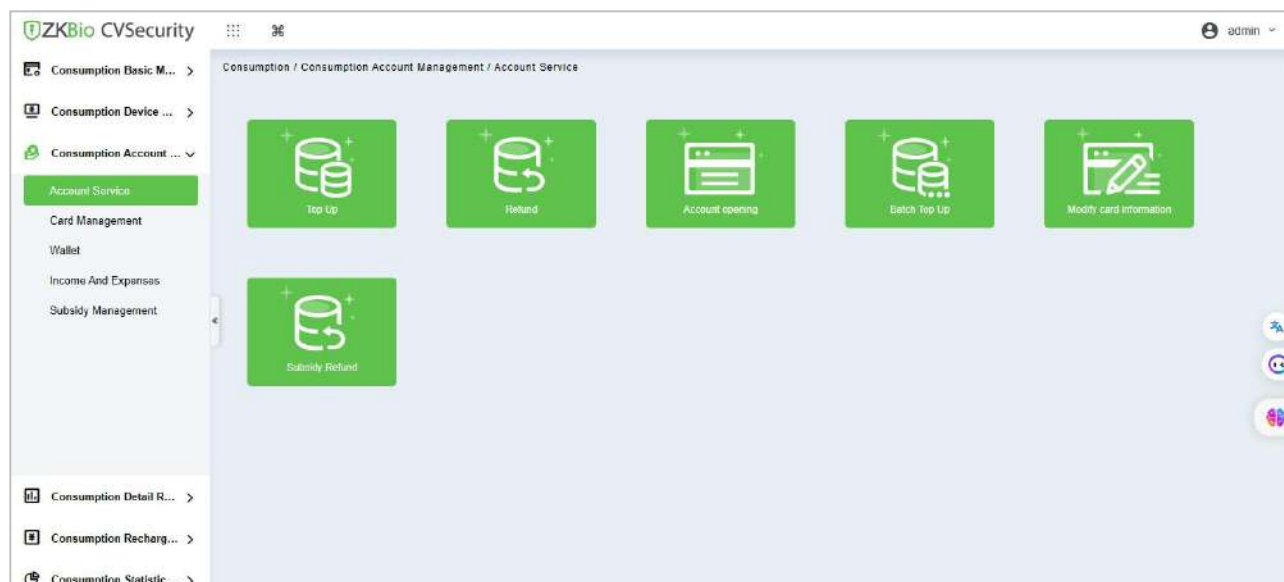 ZKBio CVSecurity
admin
Consumption Basic M...
Consumption / Consumption Account Management / Account Service
Consumption Device ...
Consumption Account ...
Account Service
Card Management
Wallet
Income And Expenses
Subsidy Management
Top Up
Refund
Account opening
Batch Top Up
Modify card information
Subsidy Refund
Consumption Detail R...
Consumption Recharg...
Consumption Statistic...